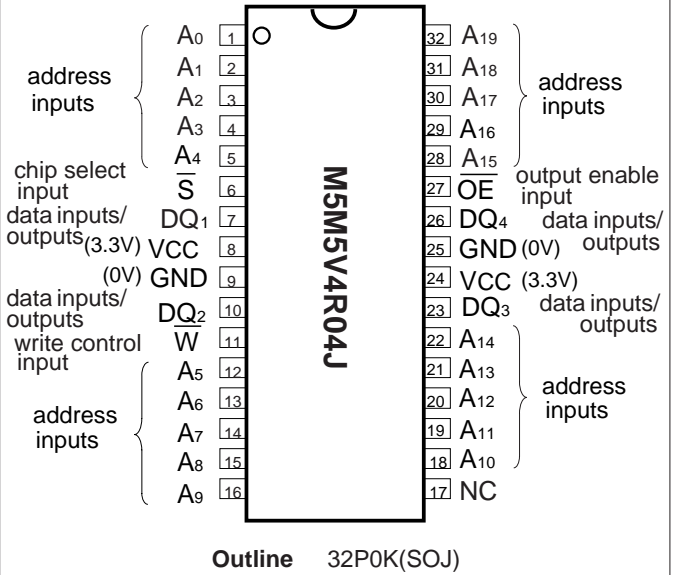 A0 1 32 A19
A1 2 31 A18
address inputs
A2 3 30 A17
address inputs
A3 4 29 A16
A4 5 28 A15
chip select input
S̅ 6 27 O̅E̅
output enable input
data inputs/ outputs
DQ1 7 26 DQ4
data inputs/ outputs
(3.3V) VCC 8 25 GND (0V)
(0V) GND 9 24 VCC (3.3V)
data inputs/ outputs
DQ2 10 23 DQ3
data inputs/ outputs
write control input
W̅ 11 22 A14
A5 12 21 A13
A6 13 20 A12
address inputs
address inputs
A7 14 19 A11
A8 15 18 A10
A9 16 17 NC
M5M5V4R04J
Outline 32P0K(SOJ)